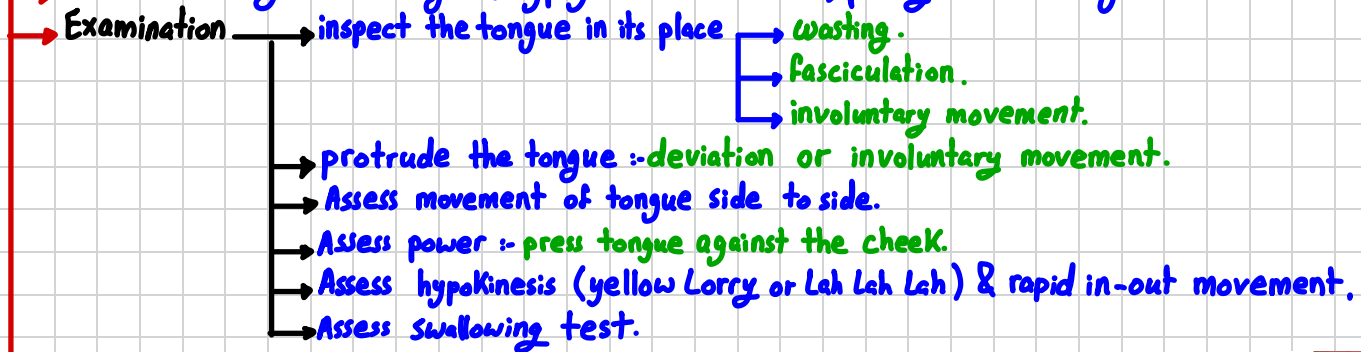 Examination inspect the tongue in its place wasting.
fasciculation.
involuntary movement.
protrude the tongue :- deviation or involuntary movement.
Assess movement of tongue side to side.
Assess power :- press tongue against the cheek.
Assess hypokinesis (yellow Lorry or Lah Lah Lah) & rapid in-out movement.
Assess swallowing test.